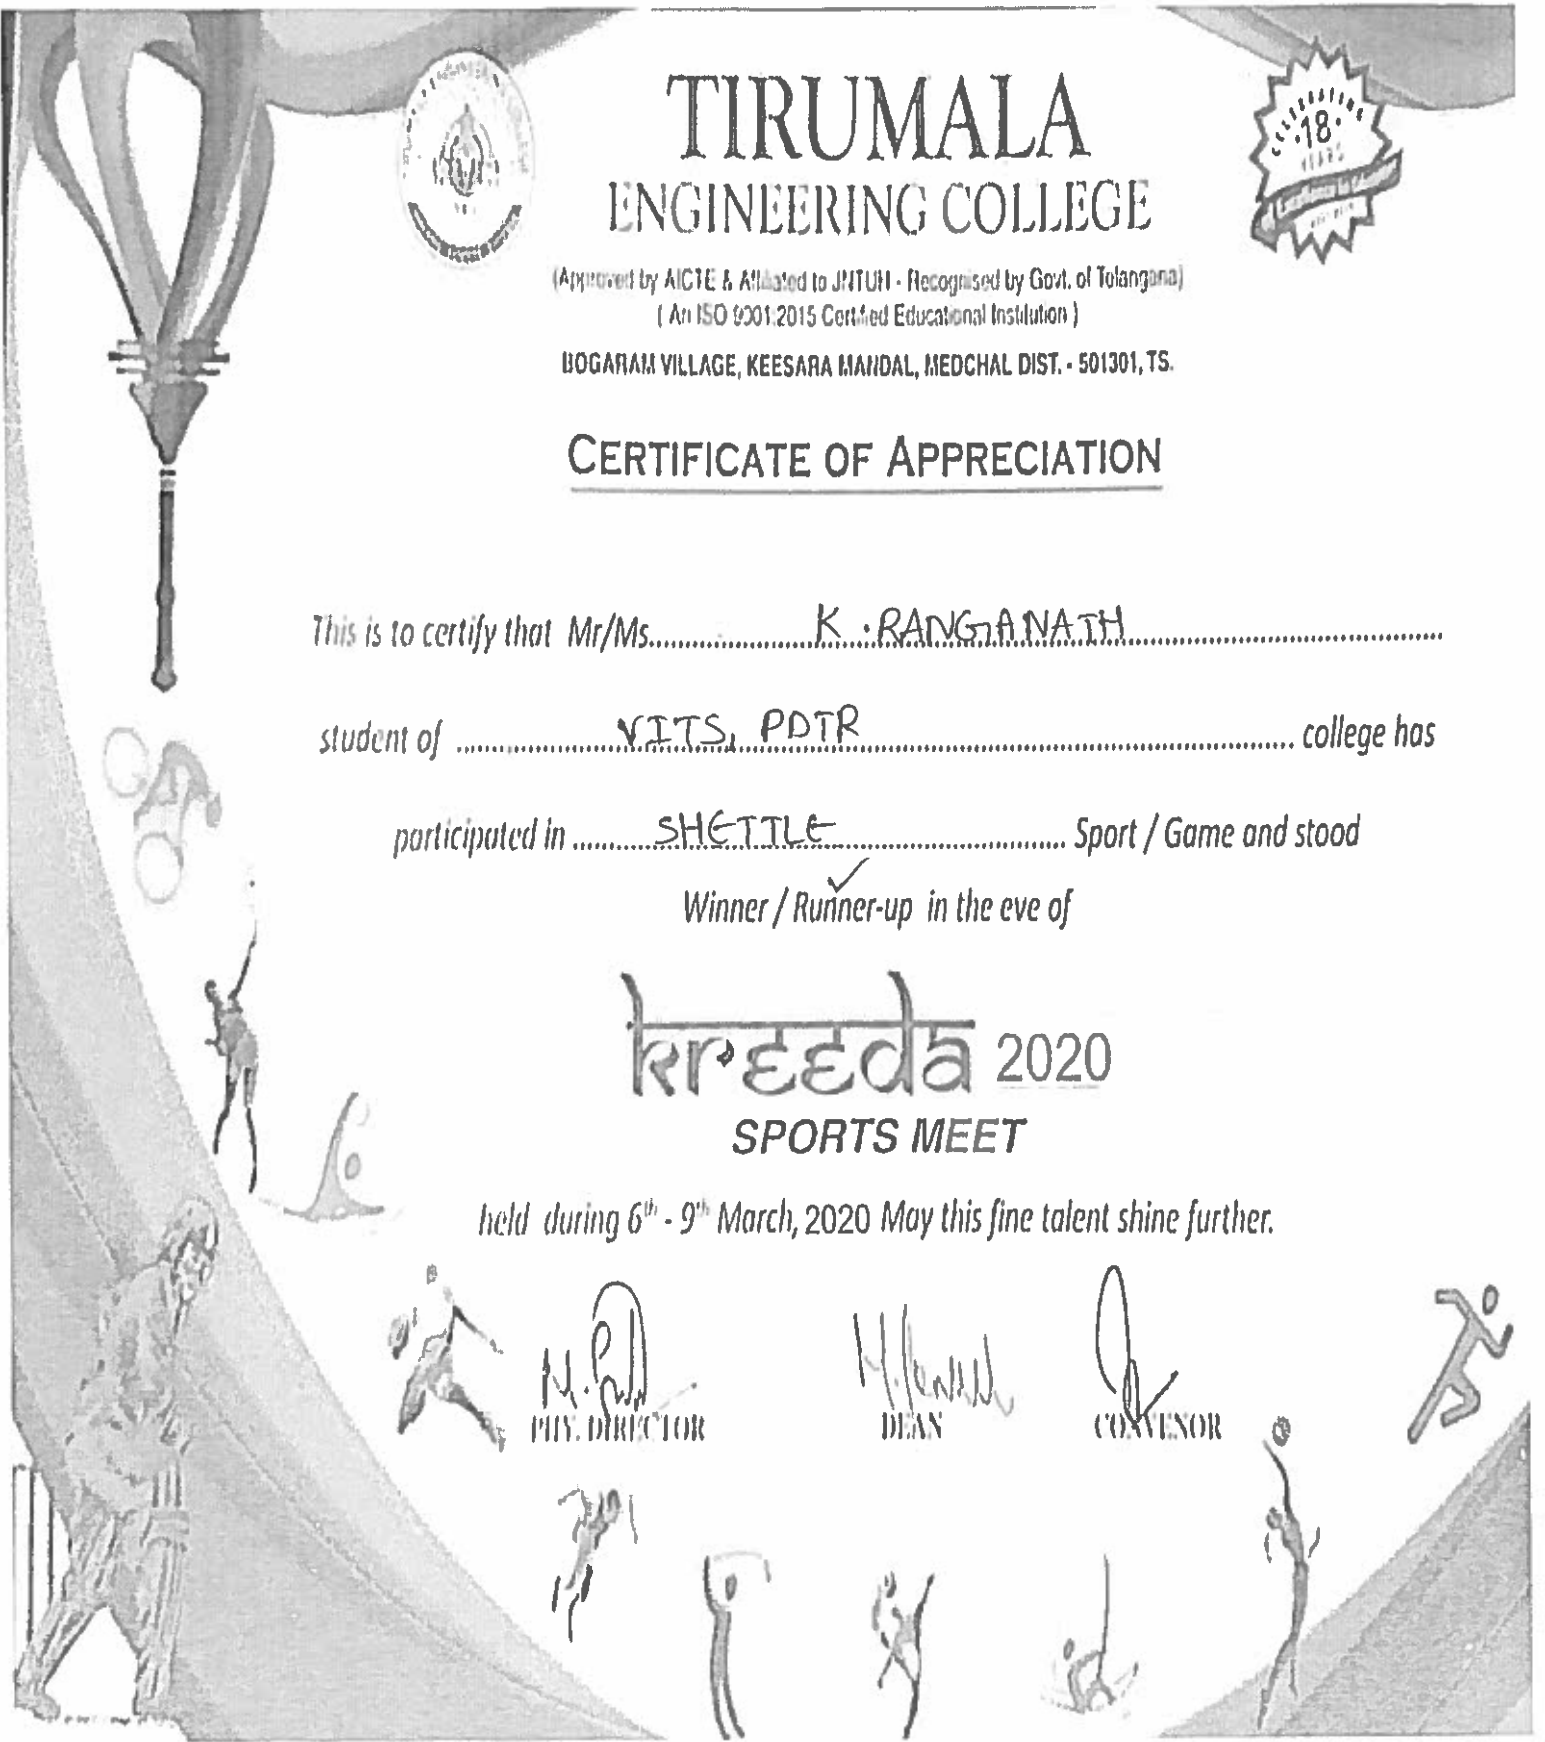 TIRUMALA
ENGINEERING COLLEGE
CELEBRATING
18
YEARS
(Approved by AICTE & Affiliated to JNTUH - Recognised by Govt. of Telangana)
( An ISO 9001:2015 Certified Educational Institution )
BOGARAM VILLAGE, KEESARA MANDAL, MEDCHAL DIST. - 501301, TS.
CERTIFICATE OF APPRECIATION
This is to certify that Mr/Ms. K. RANGANATH
student of VITS, PDTR college has
participated in SHETTLE Sport / Game and stood
Winner / Runner-up in the eve of
kreeda 2020
SPORTS MEET
held during 6th - 9th March, 2020 May this fine talent shine further.
PHY. DIRECTOR DEAN CONVENOR